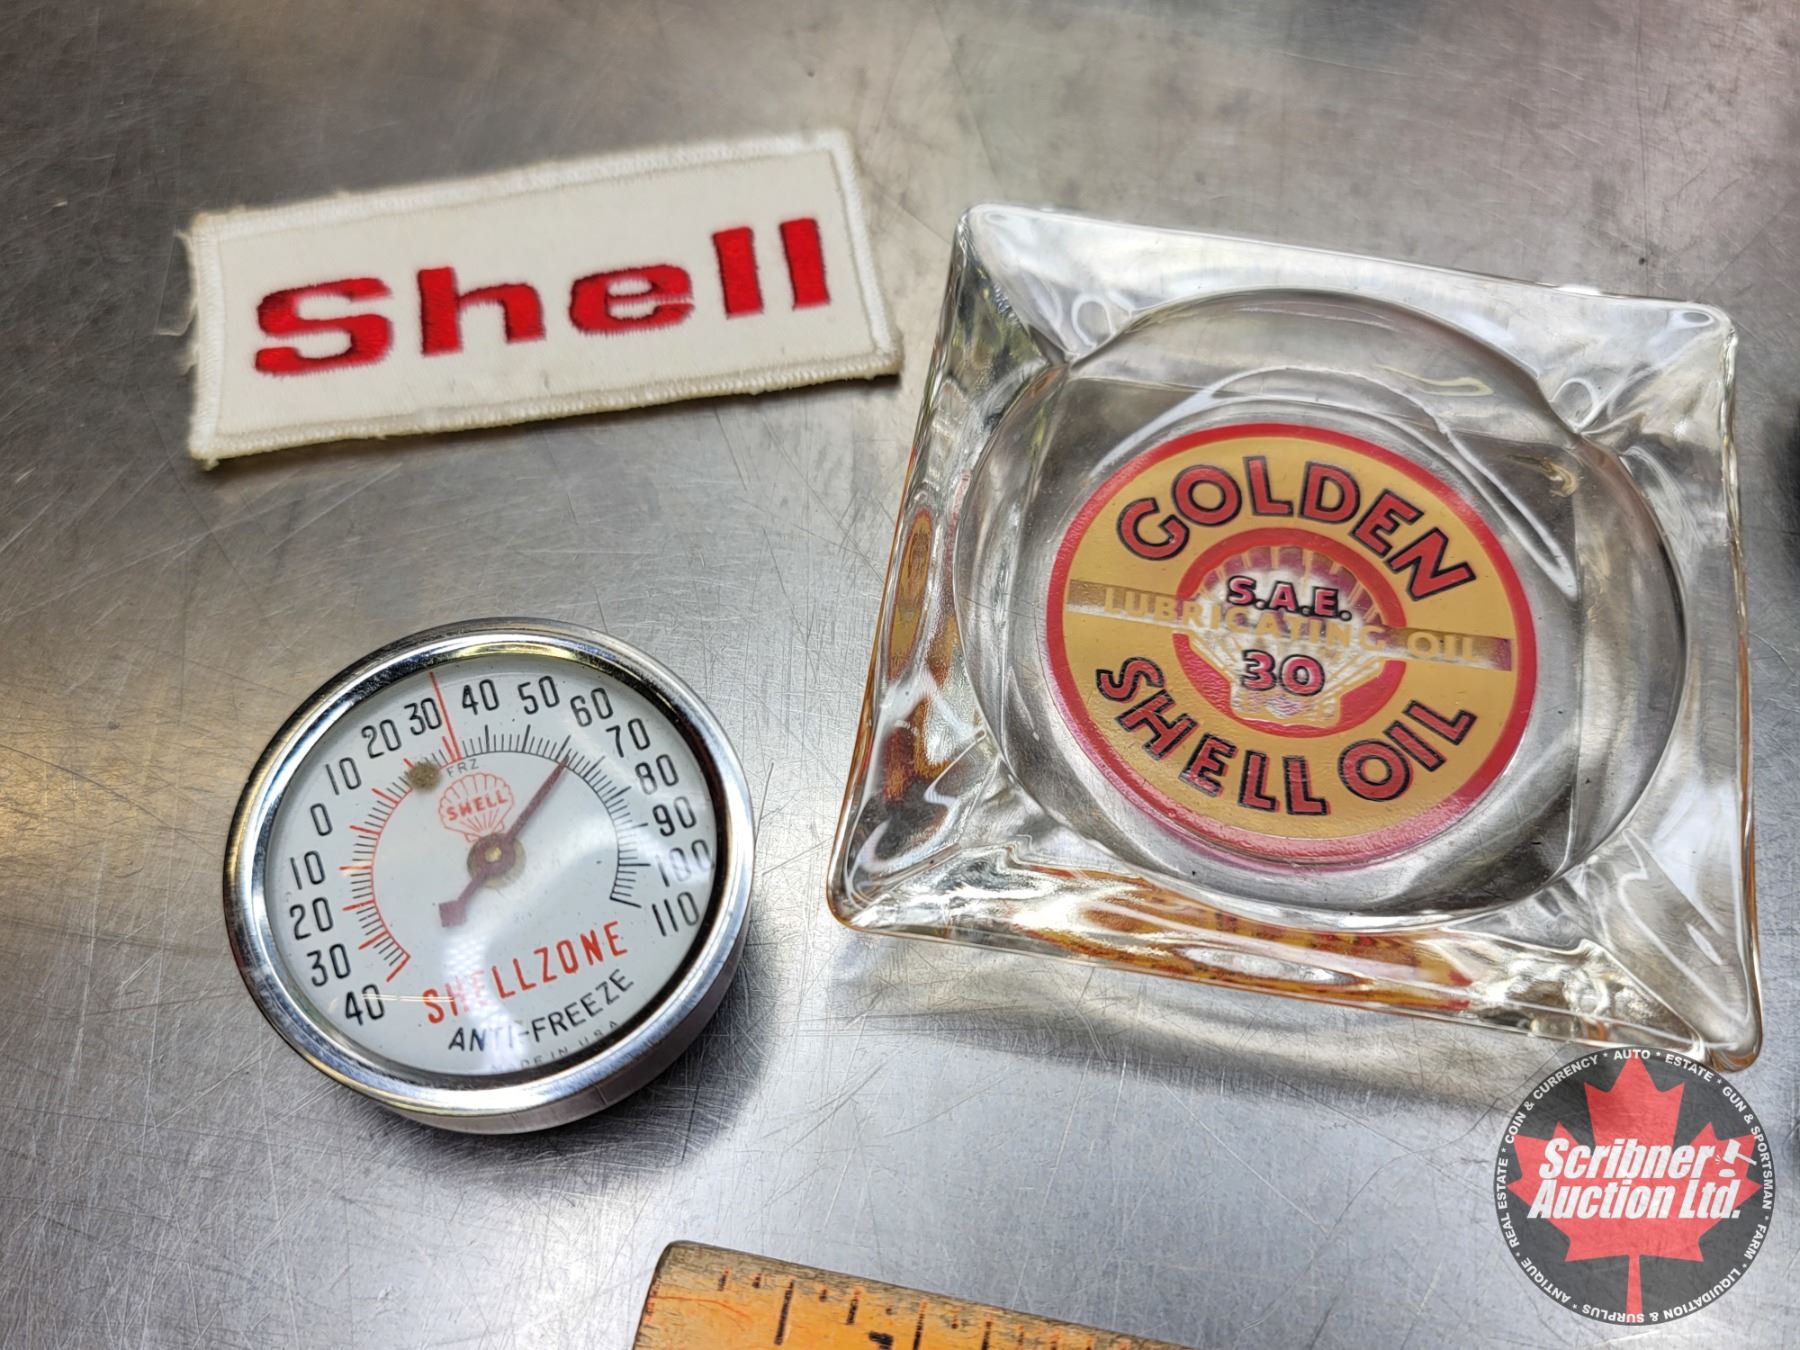 Shell
GOLDEN
S.A.E.
LUBRICATING OIL
30
SHELL OIL
40 30 20 10 0 10 20 30 40 50 60 70 80 90 100 110
FRZ
SHELL
SHELLZONE
ANTI-FREEZE
MADE IN U.S.A.
Scribner
Auction Ltd.
ANTIQUE * REAL ESTATE * COIN & CURRENCY * AUTO * ESTATE * GUN & SPORTSMAN * FARM * LIQUIDATION & SURPLUS *